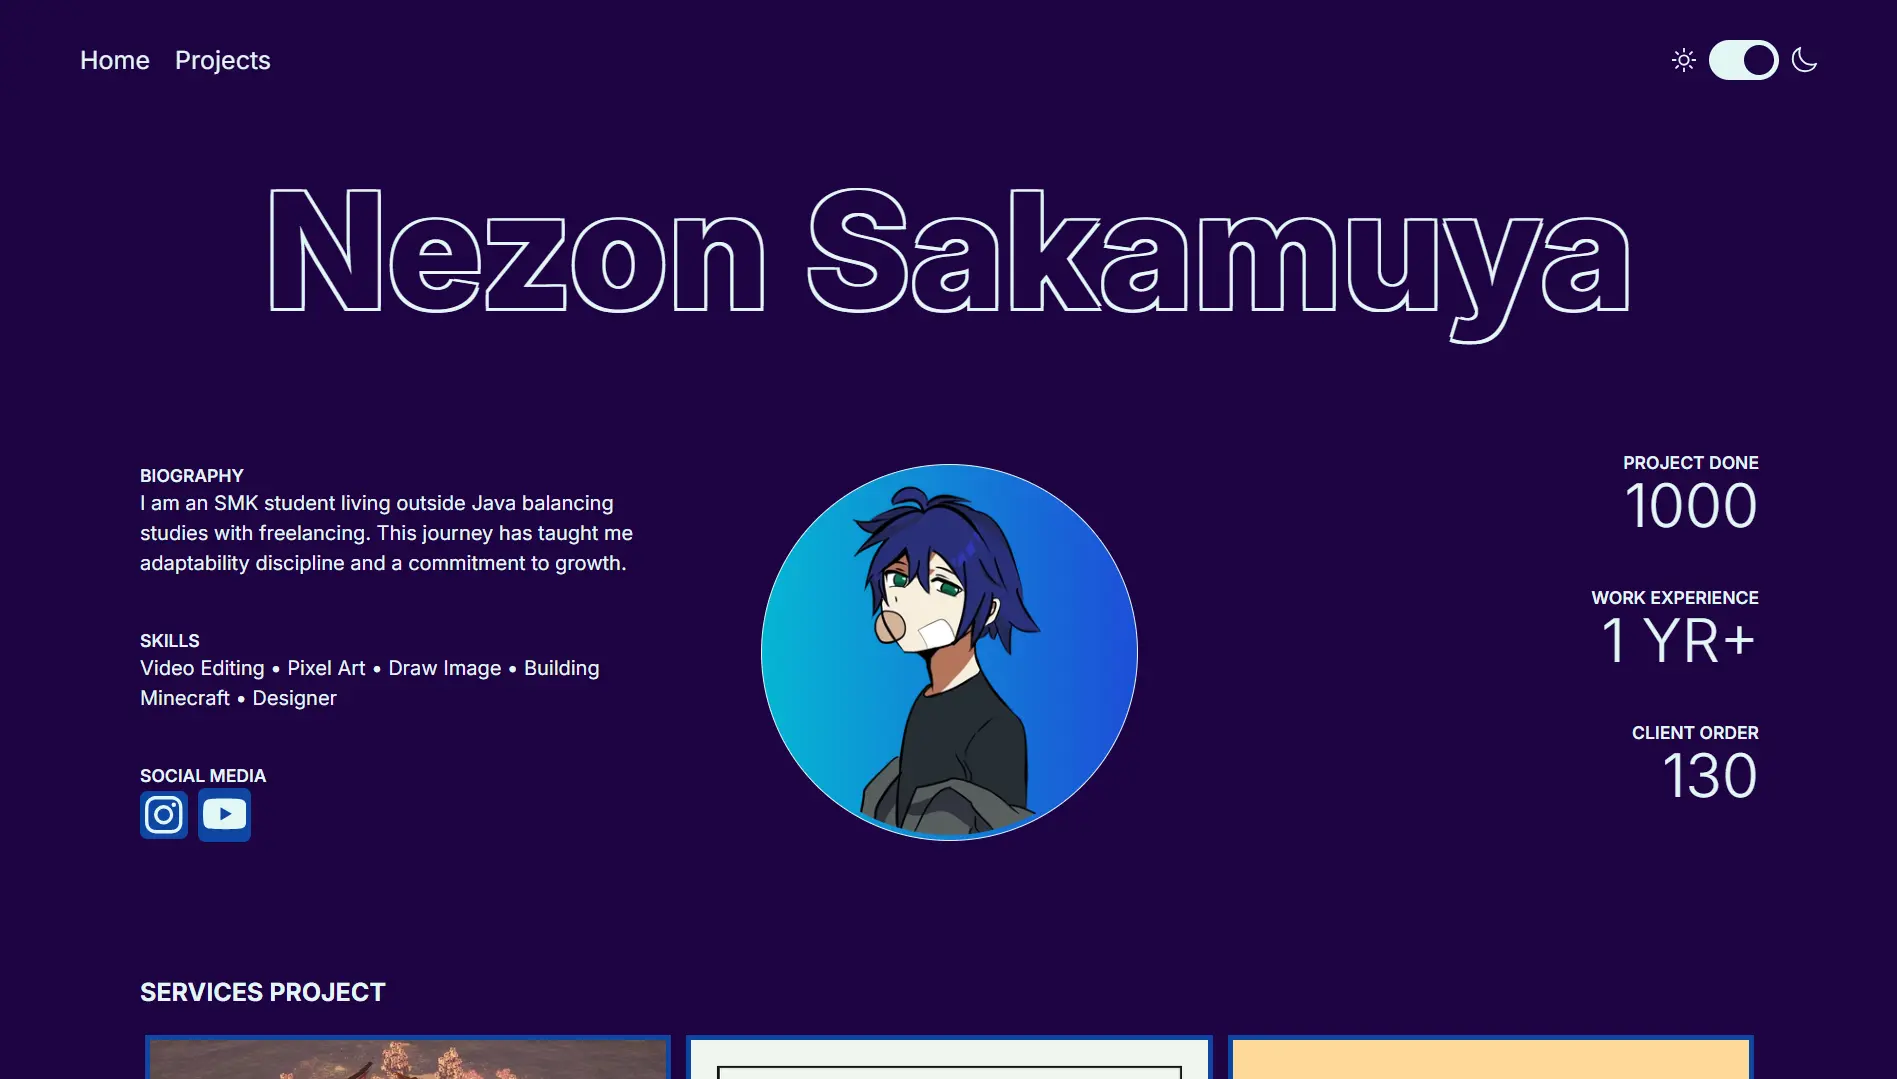 Home Projects
Nezon Sakamuya
BIOGRAPHY
I am an SMK student living outside Java balancing
studies with freelancing. This journey has taught me
adaptability discipline and a commitment to growth.
SKILLS
Video Editing • Pixel Art • Draw Image • Building
Minecraft • Designer
SOCIAL MEDIA
PROJECT DONE
1000
WORK EXPERIENCE
1 YR+
CLIENT ORDER
130
SERVICES PROJECT